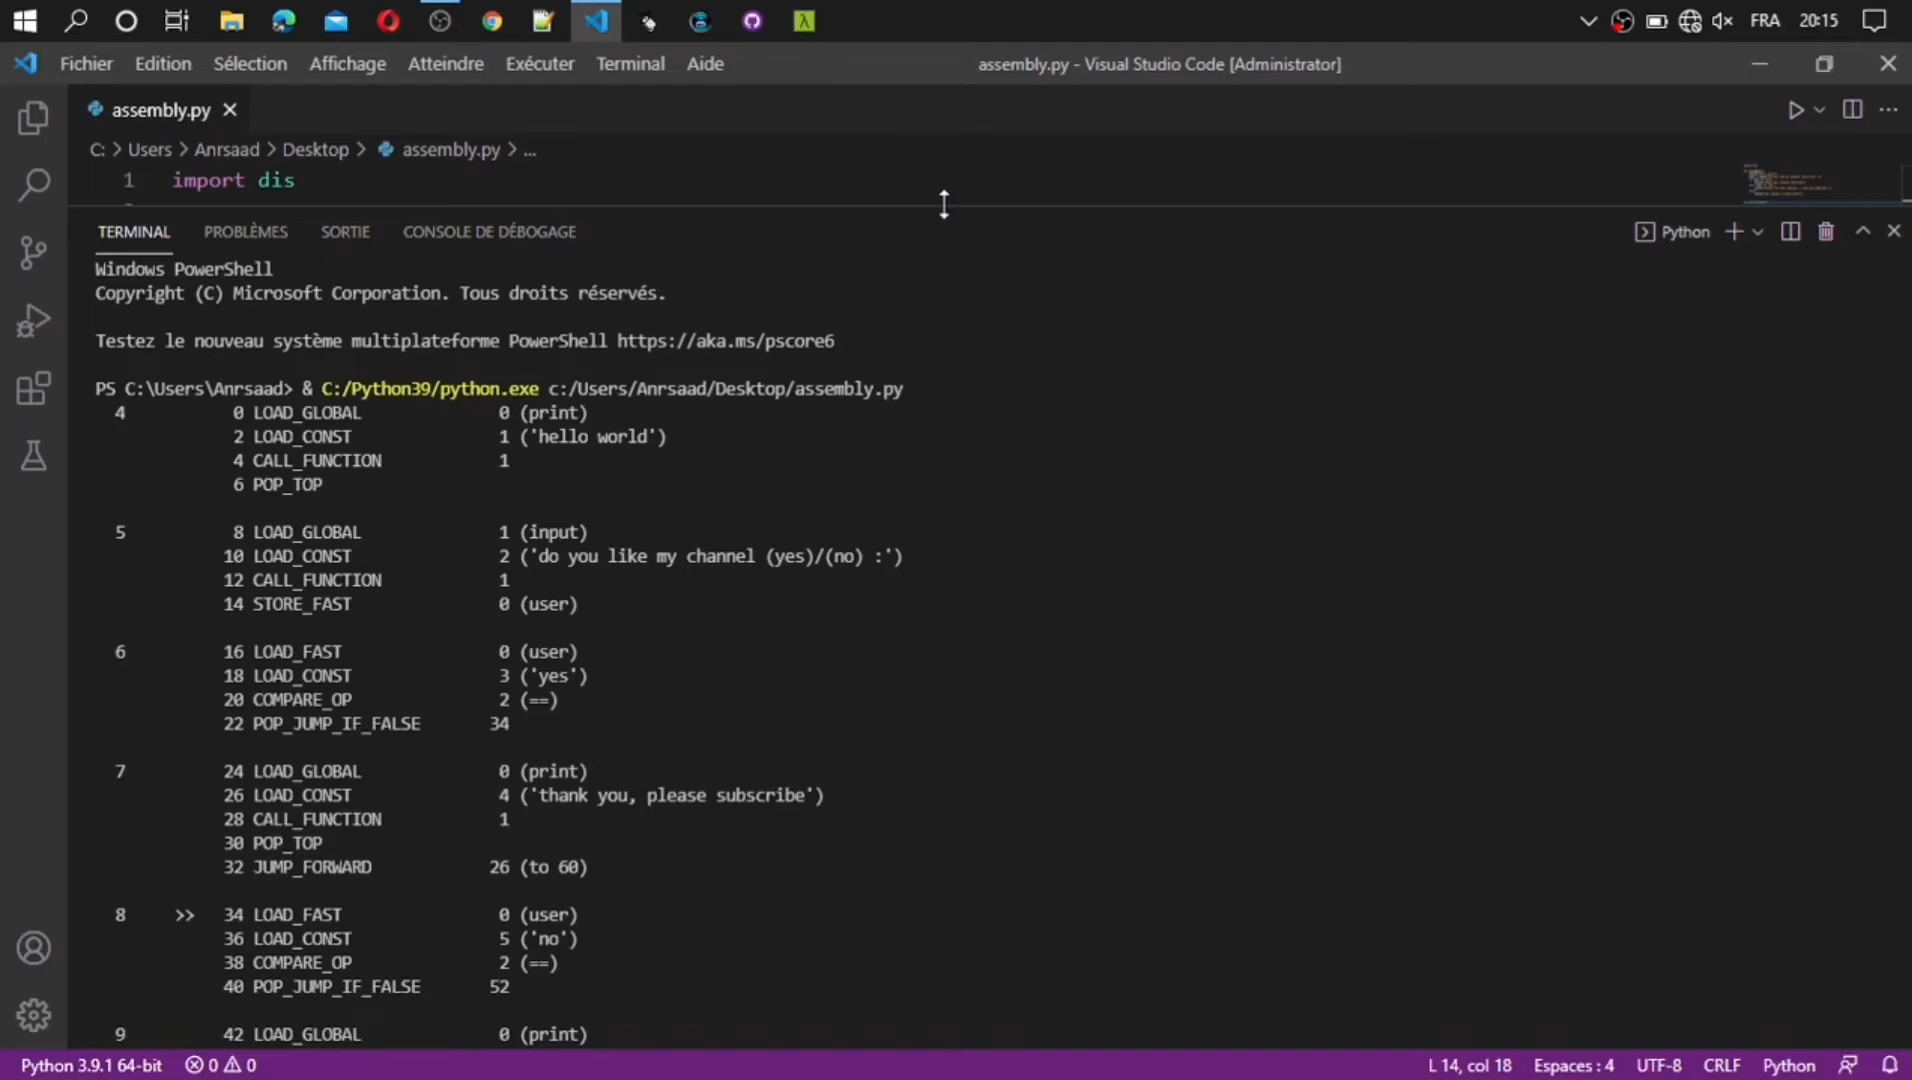 FRA 20:15
Fichier Edition Sélection Affichage Atteindre Exécuter Terminal Aide assembly.py - Visual Studio Code [Administrator]
assembly.py
C: > Users > Anrsaad > Desktop > assembly.py > ...
1 import dis
TERMINAL PROBLÈMES SORTIE CONSOLE DE DÉBOGAGE Python
Windows PowerShell
Copyright (C) Microsoft Corporation. Tous droits réservés.
Testez le nouveau système multiplateforme PowerShell https://aka.ms/pscore6
PS C:\Users\Anrsaad> & C:/Python39/python.exe c:/Users/Anrsaad/Desktop/assembly.py
4 0 LOAD_GLOBAL 0 (print)
2 LOAD_CONST 1 ('hello world')
4 CALL_FUNCTION 1
6 POP_TOP
5 8 LOAD_GLOBAL 1 (input)
10 LOAD_CONST 2 ('do you like my channel (yes)/(no) :')
12 CALL_FUNCTION 1
14 STORE_FAST 0 (user)
6 16 LOAD_FAST 0 (user)
18 LOAD_CONST 3 ('yes')
20 COMPARE_OP 2 (==)
22 POP_JUMP_IF_FALSE 34
7 24 LOAD_GLOBAL 0 (print)
26 LOAD_CONST 4 ('thank you, please subscribe')
28 CALL_FUNCTION 1
30 POP_TOP
32 JUMP_FORWARD 26 (to 60)
8 >> 34 LOAD_FAST 0 (user)
36 LOAD_CONST 5 ('no')
38 COMPARE_OP 2 (==)
40 POP_JUMP_IF_FALSE 52
9 42 LOAD_GLOBAL 0 (print)
Python 3.9.1 64-bit 0 0 L 14, col 18 Espaces : 4 UTF-8 CRLF Python